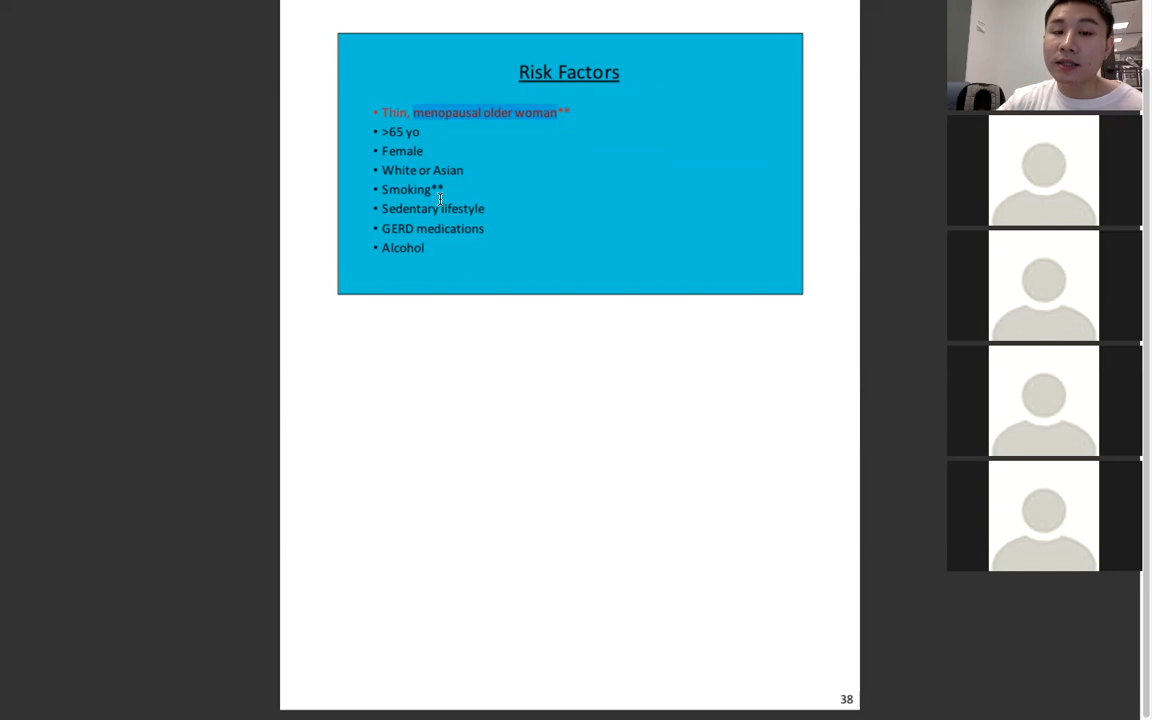 Risk Factors
• Thin, menopausal older woman**
• >65 yo
• Female
• White or Asian
• Smoking**
• Sedentary lifestyle
• GERD medications
• Alcohol
38